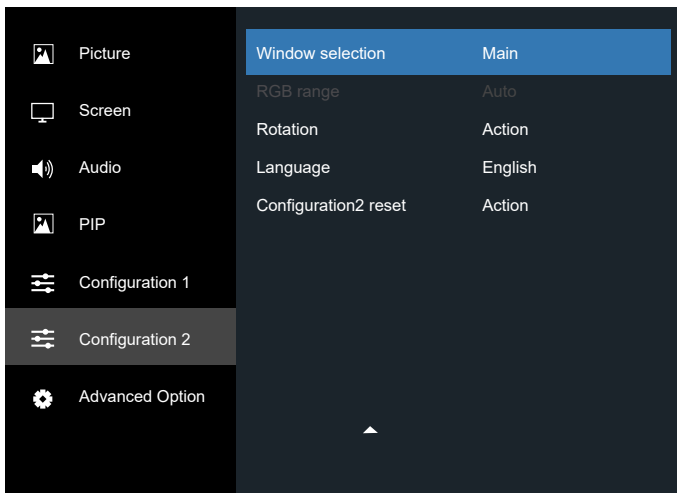 Picture
Screen
Audio
PIP
Configuration 1
Configuration 2
Advanced Option
Window selection Main
RGB range Auto
Rotation Action
Language English
Configuration2 reset Action